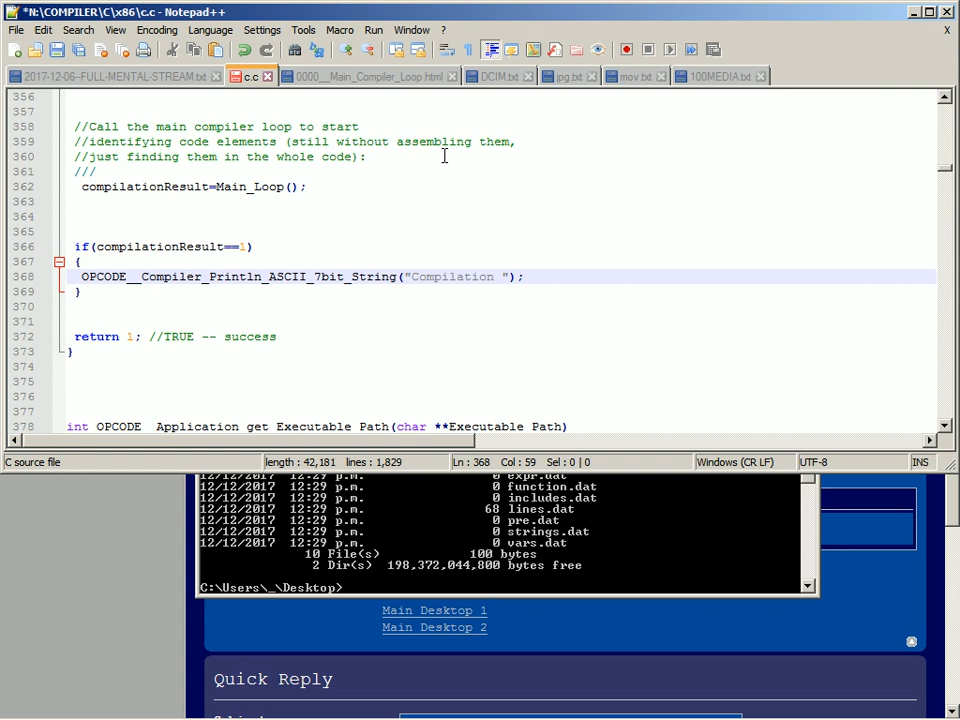 *N:\COMPILER\C\x86\c.c - Notepad++
File Edit Search View Encoding Language Settings Tools Macro Run Window ? X
2017-12-06--FULL-MENTAL-STREAM.txt c.c 0000__Main_Compiler_Loop.html DCIM.txt jpg.txt mov.txt 100MEDIA.txt
356
357
358 //Call the main compiler loop to start
359 //identifying code elements (still without assembling them,
360 //just finding them in the whole code):
361 ///
362 compilationResult=Main_Loop();
363
364
365
366 if(compilationResult==1)
367 {
368 OPCODE__Compiler_Println_ASCII_7bit_String("Compilation ");
369 }
370
371
372 return 1; //TRUE -- success
373 }
374
375
376
377
378 int OPCODE__Application_get_Executable_Path(char **Executable_Path)
C source file length : 42,181 lines : 1,829 Ln : 368 Col : 59 Sel : 0 | 0 Windows (CR LF) UTF-8 INS
12/12/2017 12:29 p.m. 0 expr.dat
12/12/2017 12:29 p.m. 0 function.dat
12/12/2017 12:29 p.m. 0 includes.dat
12/12/2017 12:29 p.m. 68 lines.dat
12/12/2017 12:29 p.m. 0 pre.dat
12/12/2017 12:29 p.m. 0 strings.dat
12/12/2017 12:29 p.m. 0 vars.dat
10 File(s) 100 bytes
2 Dir(s) 198,372,044,800 bytes free
C:\Users\_\Desktop>
Main Desktop 1
Main Desktop 2
Quick Reply